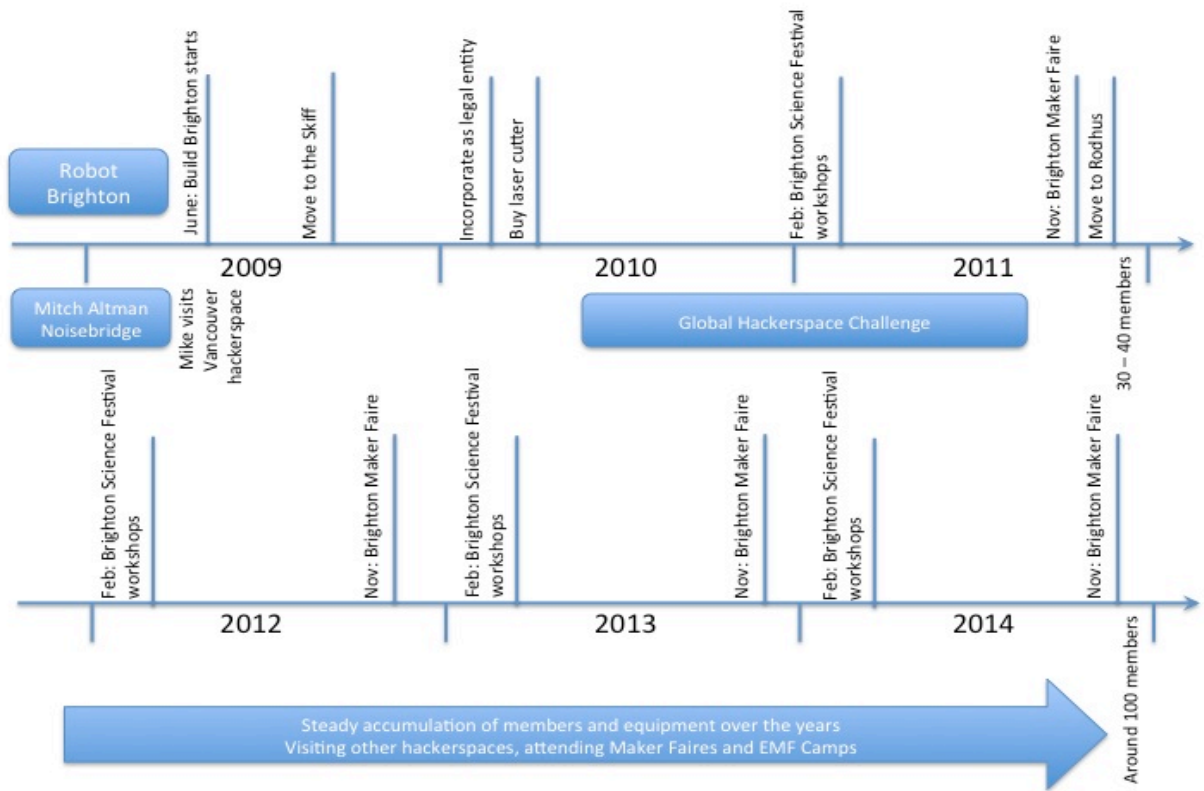 Robot
Brighton
June: Build Brighton starts
Move to the Skiff
Incorporate as legal entity
Buy laser cutter
Feb: Brighton Science Festival
workshops
Nov: Brighton Maker Faire
Move to Rodhus
2009
2010
2011
Mitch Altman
Noisebridge
Mike visits
Vancouver
hackerspace
Global Hackerspace Challenge
30 – 40 members
Feb: Brighton Science Festival
workshops
Nov: Brighton Maker Faire
Feb: Brighton Science Festival
workshops
Nov: Brighton Maker Faire
Feb: Brighton Science Festival
workshops
Nov: Brighton Maker Faire
2012
2013
2014
Around 100 members
Steady accumulation of members and equipment over the years
Visiting other hackerspaces, attending Maker Faires and EMF Camps